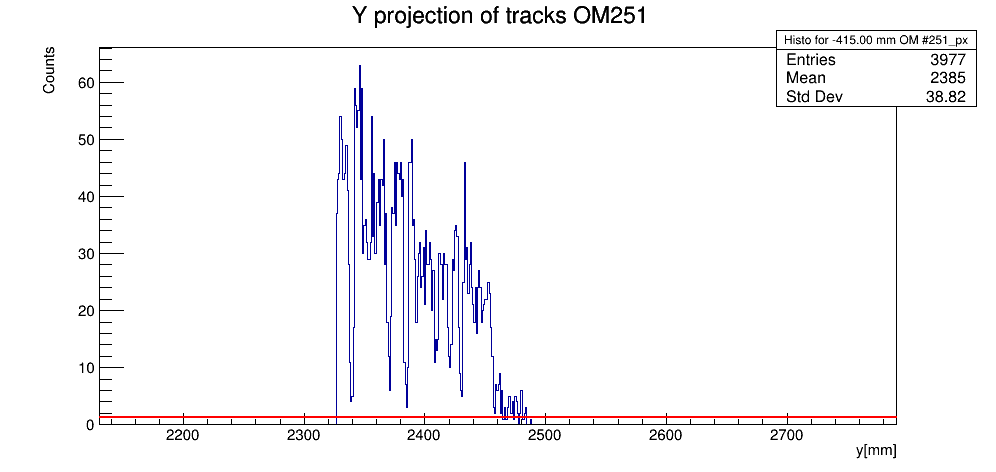 Y projection of tracks OM251
Histo for -415.00 mm OM #251_px
Entries 3977
Mean 2385
Std Dev 38.82
Counts
60
50
40
30
20
10
0
2200 2300 2400 2500 2600 2700
y[mm]